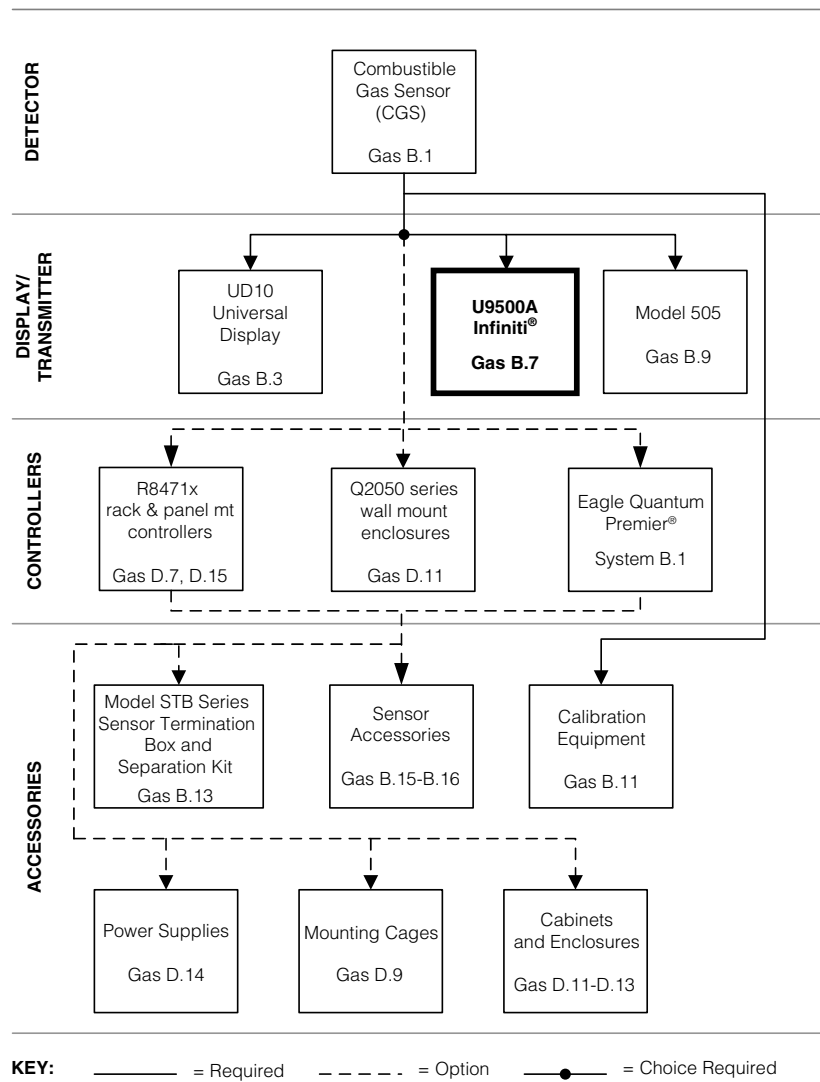 DETECTOR
Combustible
Gas Sensor
(CGS)
Gas B.1
DISPLAY/
TRANSMITTER
UD10
Universal
Display
Gas B.3
U9500A
Infiniti®
Gas B.7
Model 505
Gas B.9
CONTROLLERS
R8471x
rack & panel mt
controllers
Gas D.7, D.15
Q2050 series
wall mount
enclosures
Gas D.11
Eagle Quantum
Premier®
System B.1
ACCESSORIES
Model STB Series
Sensor Termination
Box and
Separation Kit
Gas B.13
Sensor
Accessories
Gas B.15-B.16
Calibration
Equipment
Gas B.11
Power Supplies
Gas D.14
Mounting Cages
Gas D.9
Cabinets
and Enclosures
Gas D.11-D.13
KEY: = Required = Option = Choice Required